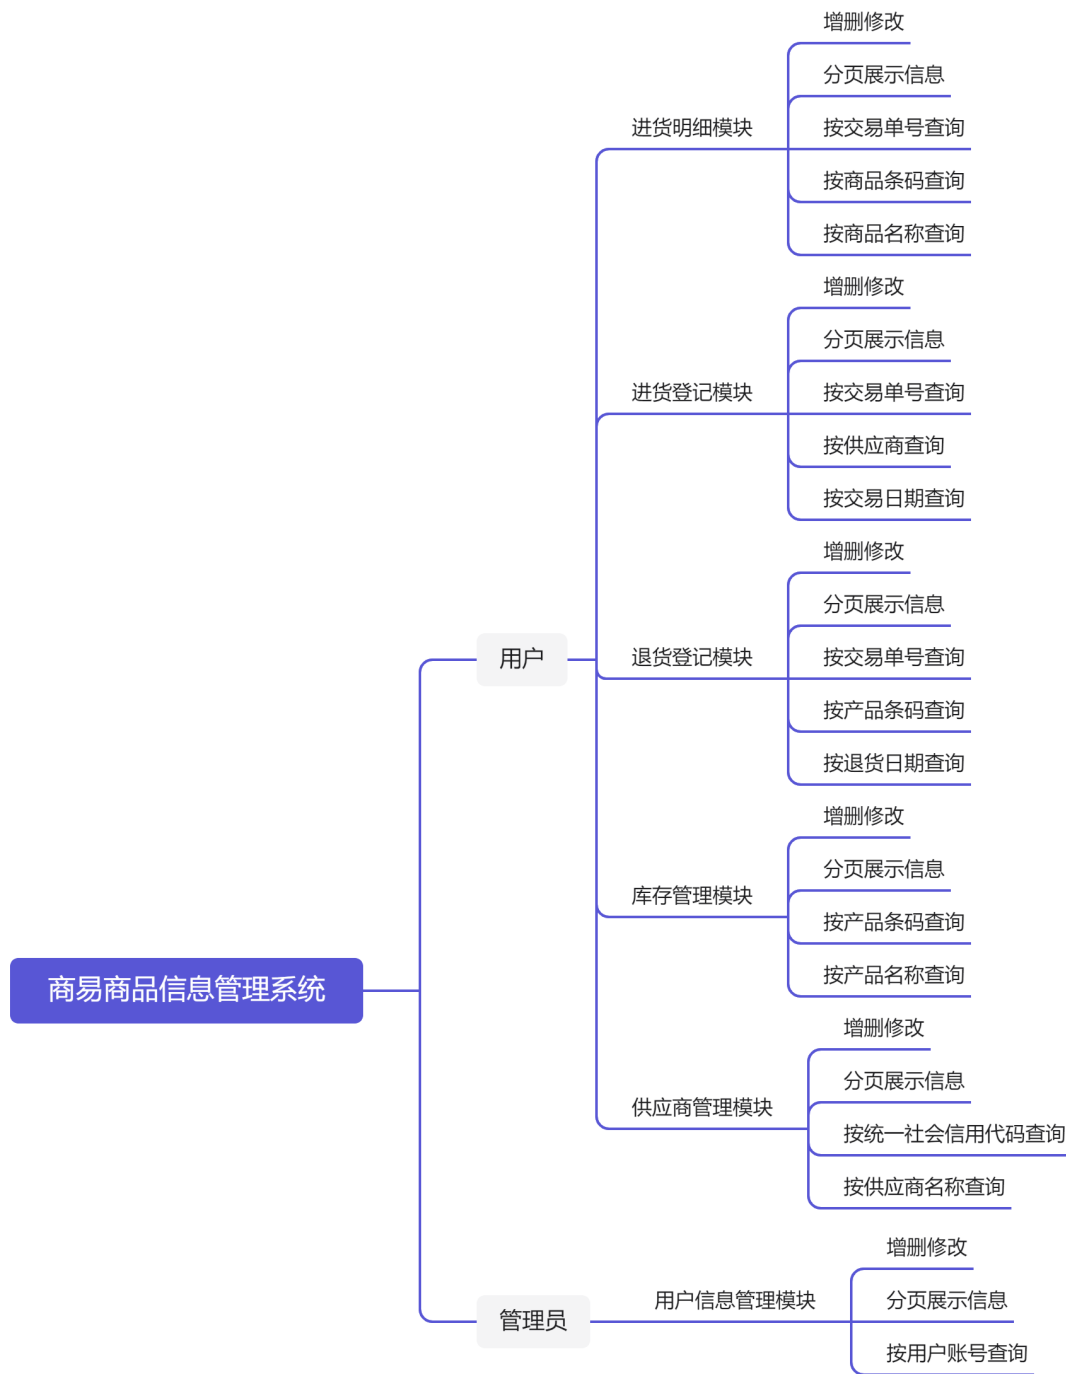 商易商品信息管理系统
用户
进货明细模块
增删修改
分页展示信息
按交易单号查询
按商品条码查询
按商品名称查询
进货登记模块
增删修改
分页展示信息
按交易单号查询
按供应商查询
按交易日期查询
退货登记模块
增删修改
分页展示信息
按交易单号查询
按产品条码查询
按退货日期查询
库存管理模块
增删修改
分页展示信息
按产品条码查询
按产品名称查询
供应商管理模块
增删修改
分页展示信息
按统一社会信用代码查询
按供应商名称查询
管理员
用户信息管理模块
增删修改
分页展示信息
按用户账号查询